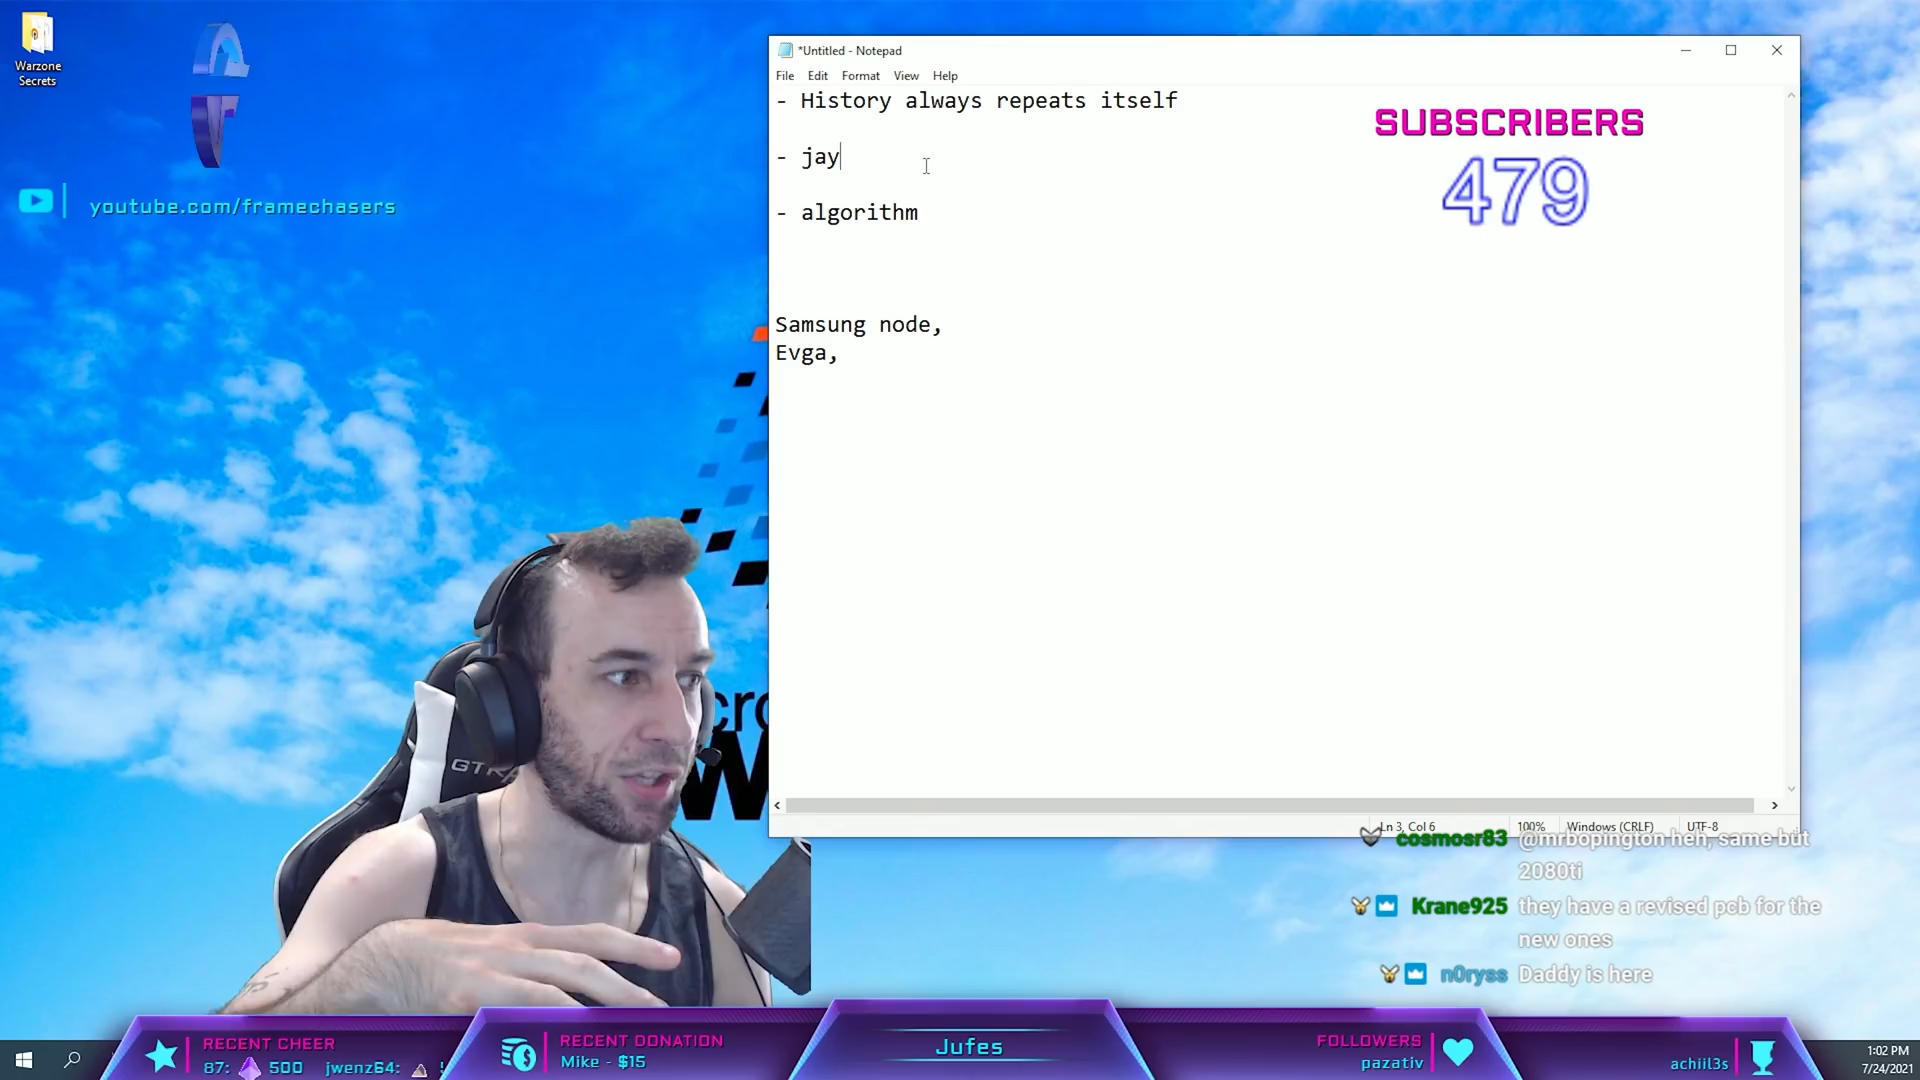 Warzone
Secrets
youtube.com/framechasers
*Untitled - Notepad
File Edit Format View Help
- History always repeats itself
- jay
- algorithm
Samsung node,
Evga,
SUBSCRIBERS
479
Ln 3, Col 6 100% Windows (CRLF) UTF-8
cosmosr83 @mrbopington heh, same but
2080ti
Krane925 they have a revised pcb for the
new ones
n0ryss Daddy is here
RECENT CHEER
87: 500 jwenz64:
RECENT DONATION
Mike - $15
Jufes
FOLLOWERS
pazativ
achiil3s
1:02 PM
7/24/2021